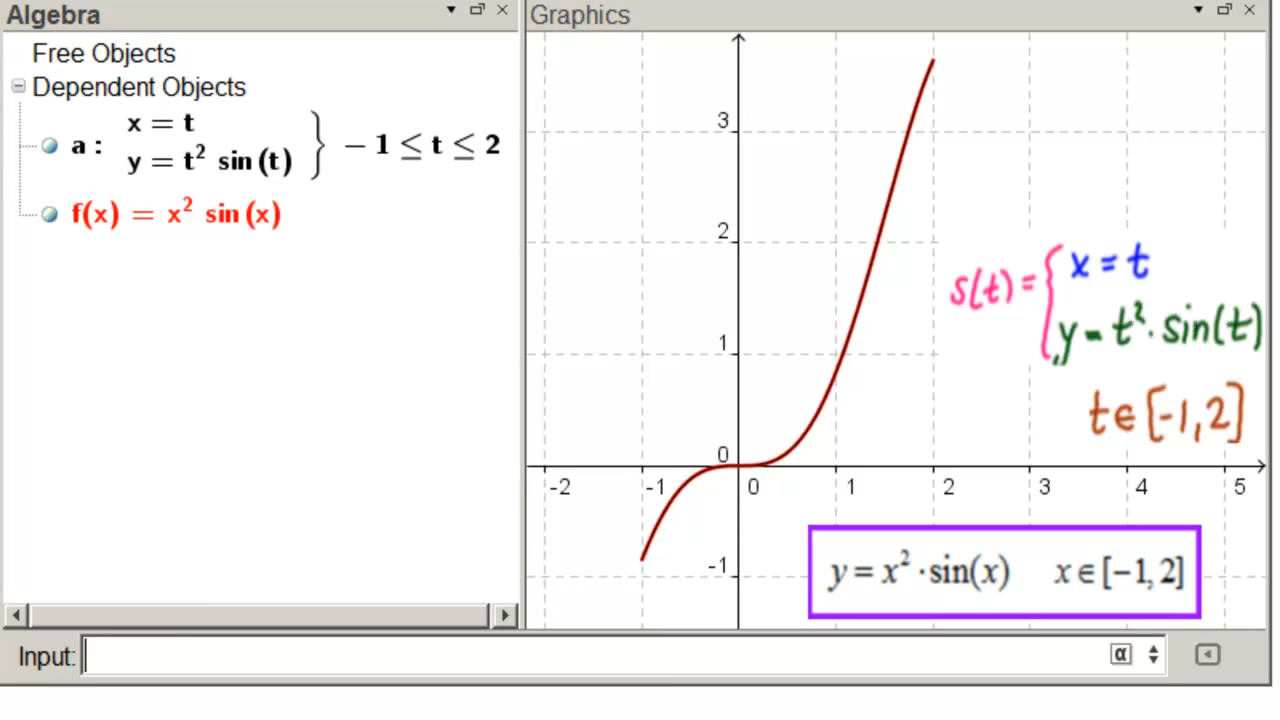 Algebra
Graphics
Free Objects
Dependent Objects
a : x = t
y = t² sin (t) } − 1 ≤ t ≤ 2
f(x) = x² sin (x)
3
2
1
0
-1
-2 -1 0 1 2 3 4 5
s(t) = { x = t
y = t² · sin(t)
t ∈ [-1, 2]
y = x² · sin(x) x ∈ [−1, 2]
Input: α